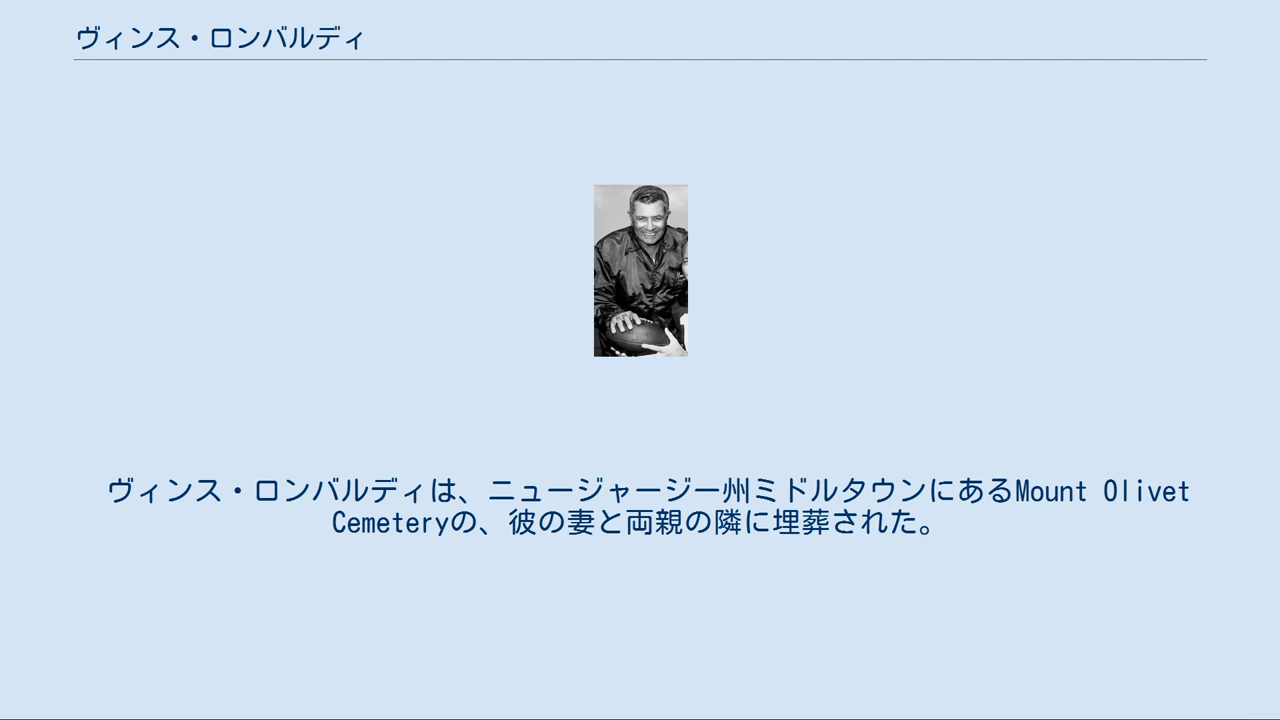 ヴィンス・ロンバルディ
ヴィンス・ロンバルディは、ニュージャージー州ミドルタウンにあるMount Olivet
Cemeteryの、彼の妻と両親の隣に埋葬された。